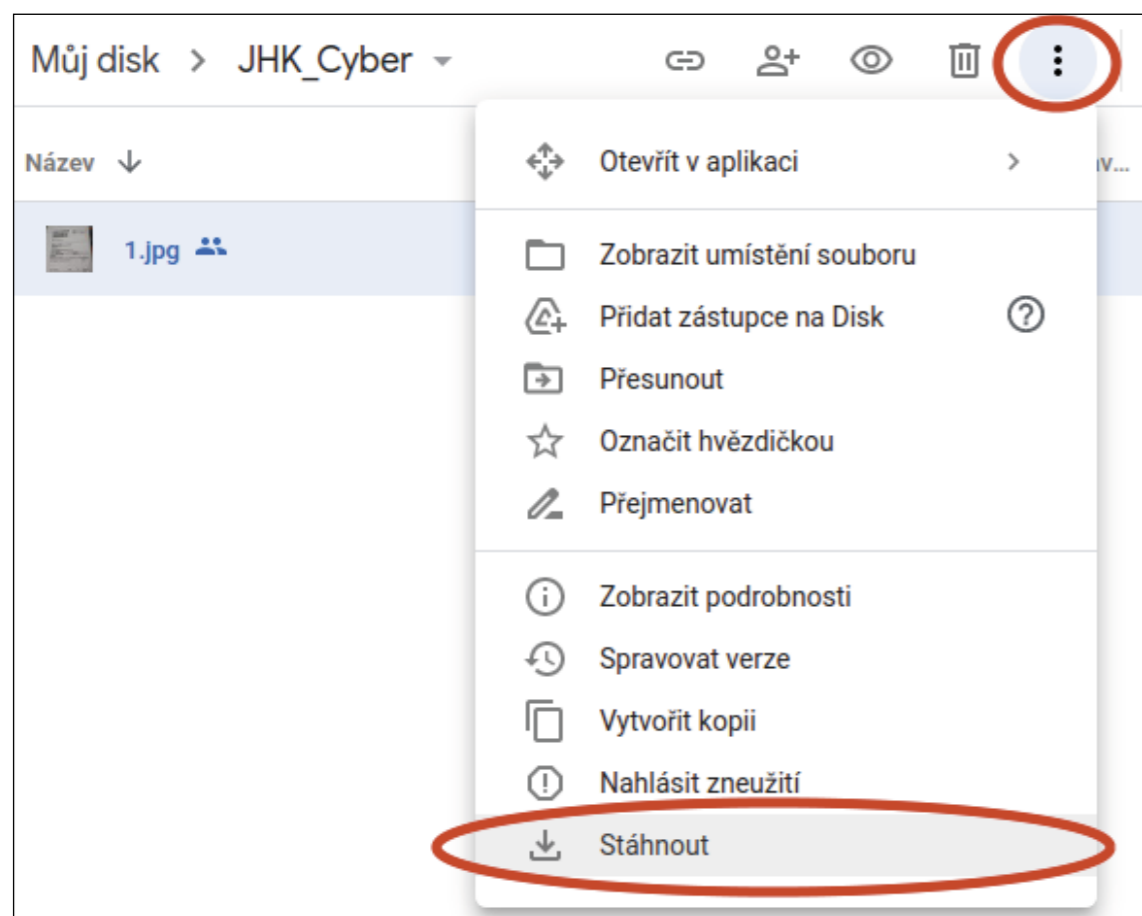 Můj disk > JHK_Cyber
Název
Otevřít v aplikaci
Zobrazit umístění souboru
1.jpg
Přidat zástupce na Disk
Přesunout
Označit hvězdičkou
Přejmenovat
Zobrazit podrobnosti
Spravovat verze
Vytvořit kopii
Nahlásit zneužití
Stáhnout